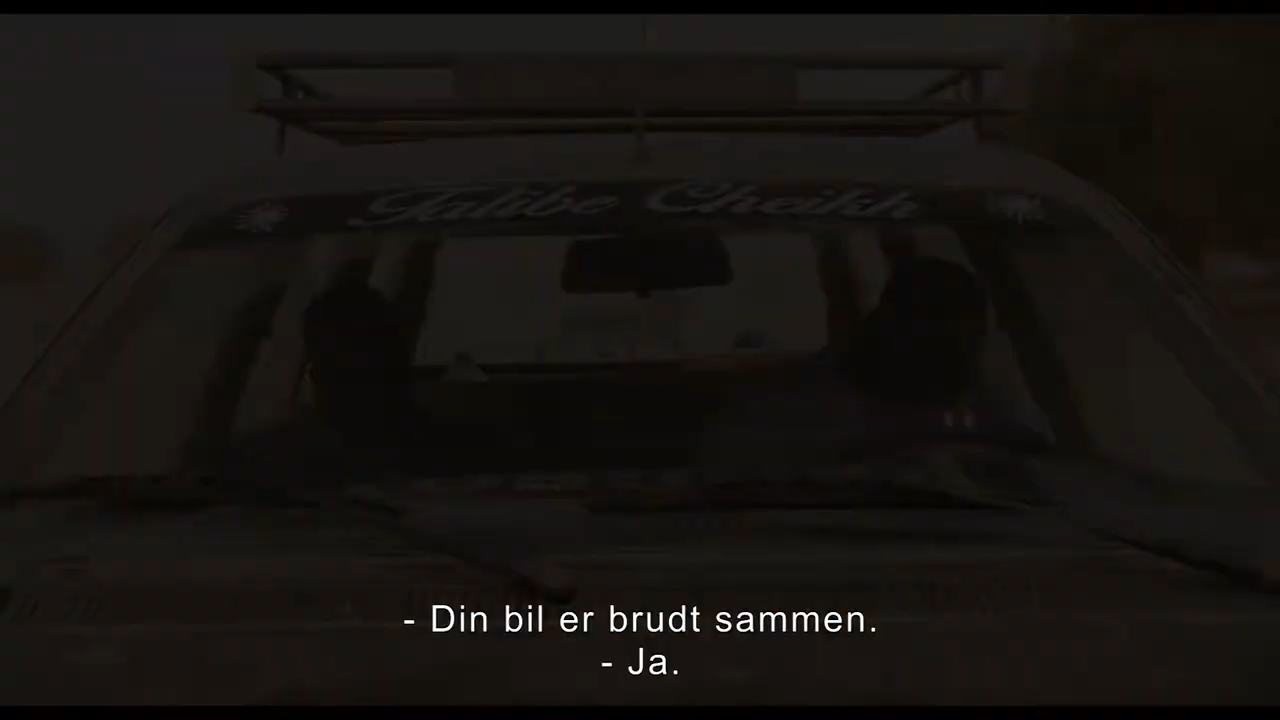 Talibe Cheikh
- Din bil er brudt sammen.
- Ja.